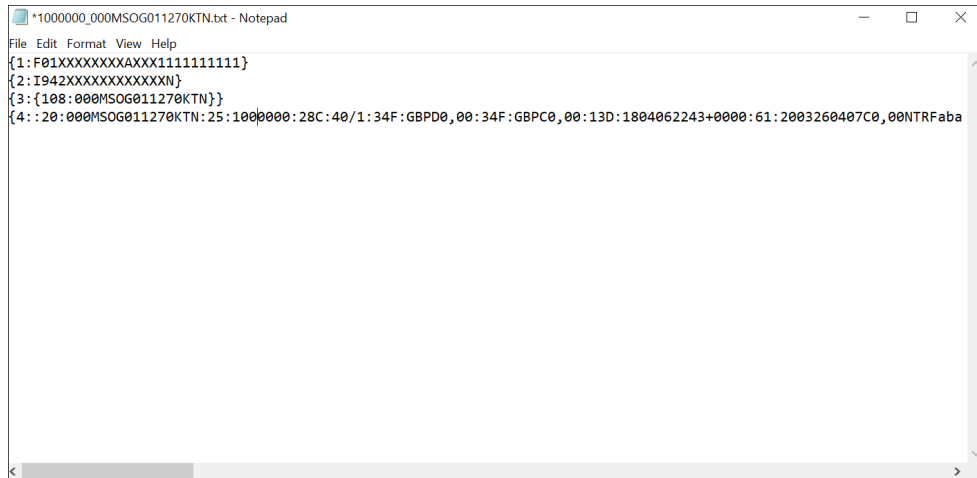 *1000000_000MSOG011270KTN.txt - Notepad
File Edit Format View Help
{1:F01XXXXXXXXAXXX1111111111}
{2:I942XXXXXXXXXXXXN}
{3:{108:000MSOG011270KTN}}
{4::20:000MSOG011270KTN:25:1000000:28C:40/1:34F:GBPD0,00:34F:GBPC0,00:13D:1804062243+0000:61:2003260407C0,00NTRFaba